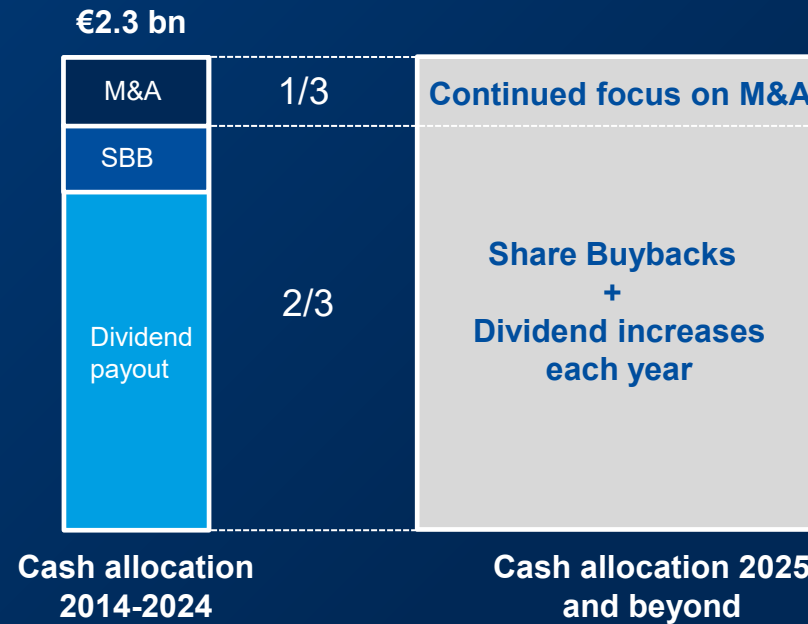 €2.3 bn
M&A
1/3
Continued focus on M&A
SBB
Share Buybacks
+
Dividend increases
each year
2/3
Dividend
payout
Cash allocation
2014-2024
Cash allocation 2025
and beyond